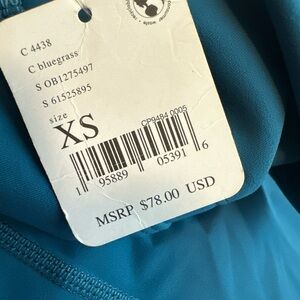 C 4438
C bluegrass
S OB1275497
S 61525895
size
XS
CP9484 0005
1 95889 05391 6
MSRP $78.00 USD